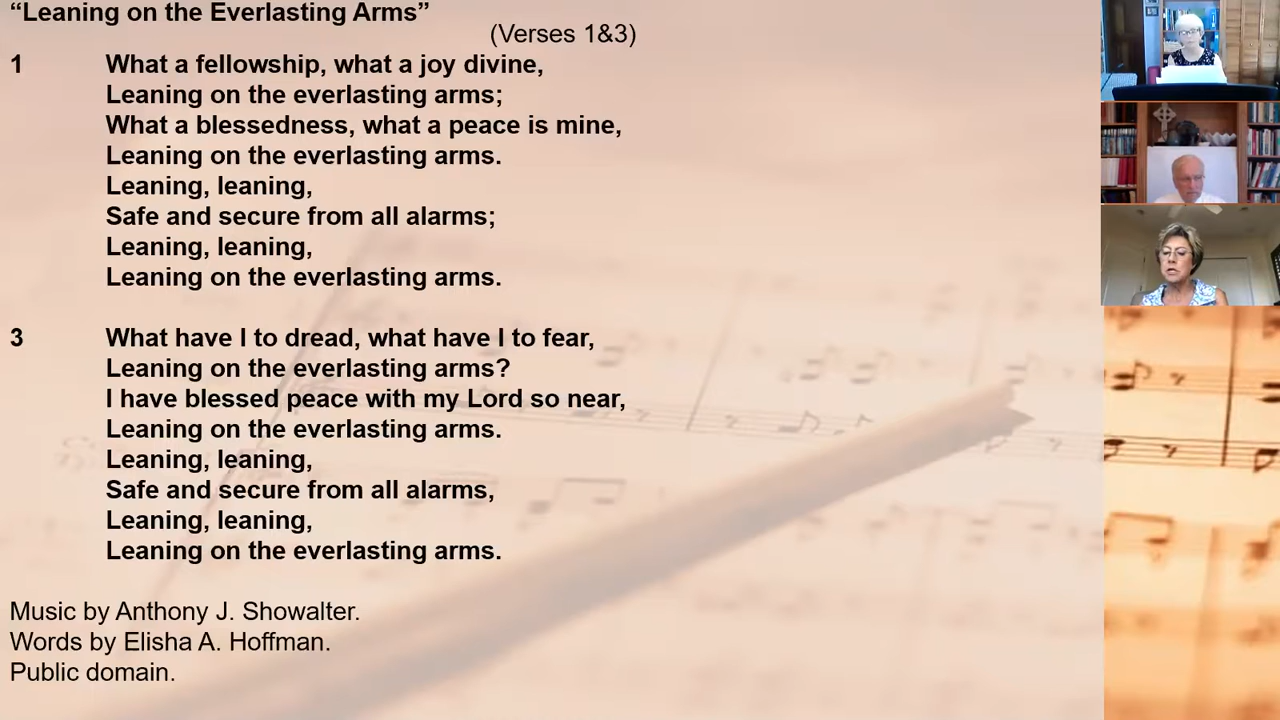 “Leaning on the Everlasting Arms”
(Verses 1&3)
1 What a fellowship, what a joy divine,
Leaning on the everlasting arms;
What a blessedness, what a peace is mine,
Leaning on the everlasting arms.
Leaning, leaning,
Safe and secure from all alarms;
Leaning, leaning,
Leaning on the everlasting arms.
3 What have I to dread, what have I to fear,
Leaning on the everlasting arms?
I have blessed peace with my Lord so near,
Leaning on the everlasting arms.
Leaning, leaning,
Safe and secure from all alarms,
Leaning, leaning,
Leaning on the everlasting arms.
Music by Anthony J. Showalter.
Words by Elisha A. Hoffman.
Public domain.